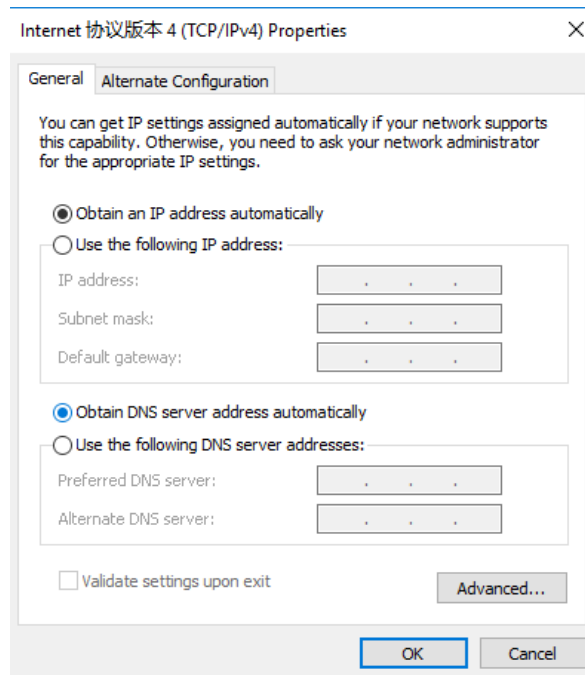 Internet 协议版本 4 (TCP/IPv4) Properties
General
Alternate Configuration
You can get IP settings assigned automatically if your network supports
this capability. Otherwise, you need to ask your network administrator
for the appropriate IP settings.
Obtain an IP address automatically
Use the following IP address:
IP address:
Subnet mask:
Default gateway:
Obtain DNS server address automatically
Use the following DNS server addresses:
Preferred DNS server:
Alternate DNS server:
Validate settings upon exit
Advanced...
OK
Cancel